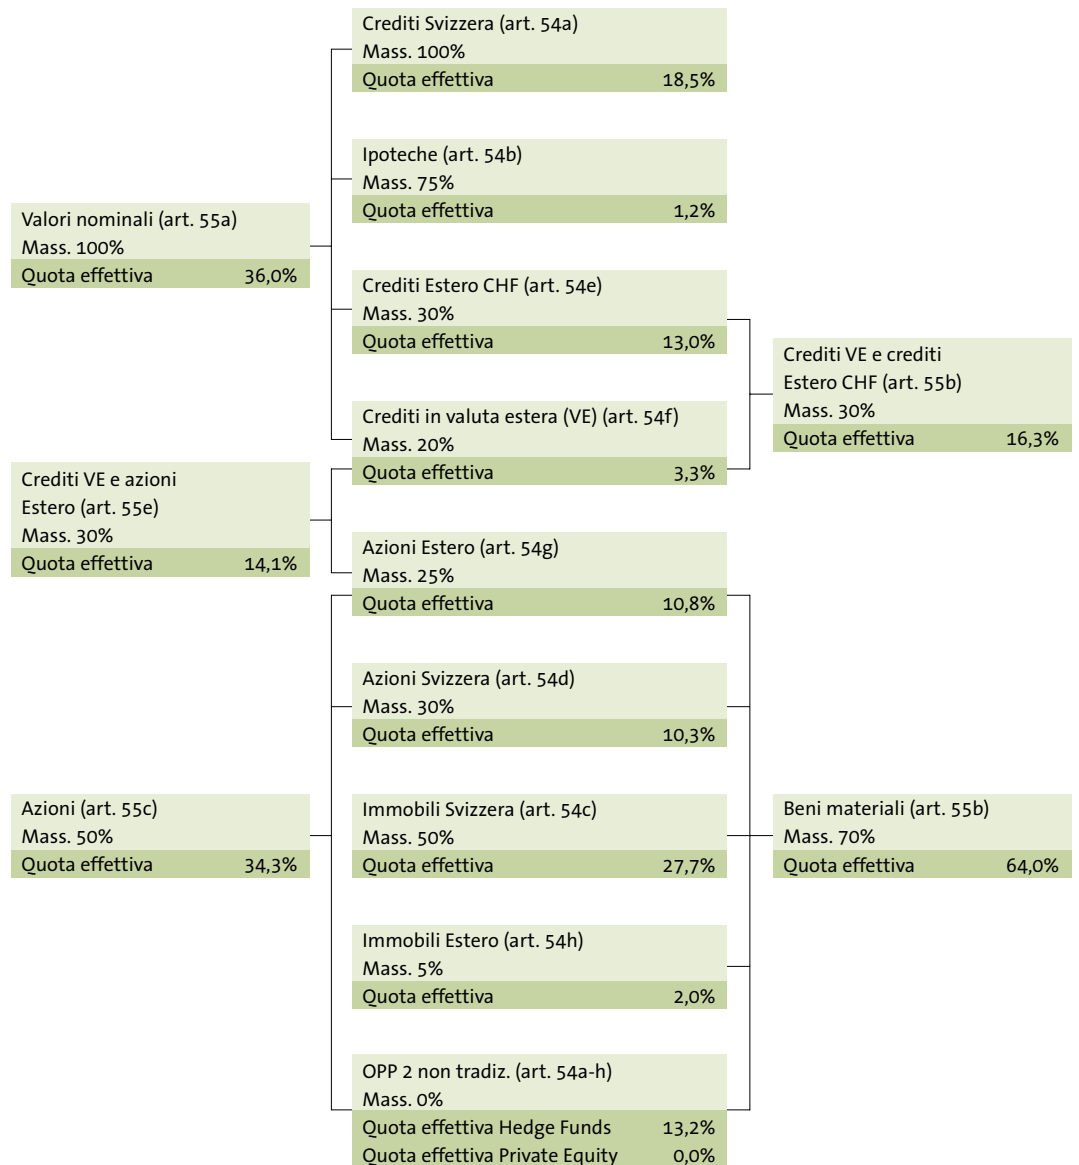 Crediti Svizzera (art. 54a)
Mass. 100%
Quota effettiva 18,5%
Ipoteche (art. 54b)
Mass. 75%
Quota effettiva 1,2%
Valori nominali (art. 55a)
Mass. 100%
Quota effettiva 36,0%
Crediti Estero CHF (art. 54e)
Mass. 30%
Quota effettiva 13,0%
Crediti VE e crediti
Estero CHF (art. 55b)
Mass. 30%
Quota effettiva 16,3%
Crediti in valuta estera (VE) (art. 54f)
Mass. 20%
Quota effettiva 3,3%
Crediti VE e azioni
Estero (art. 55e)
Mass. 30%
Quota effettiva 14,1%
Azioni Estero (art. 54g)
Mass. 25%
Quota effettiva 10,8%
Azioni Svizzera (art. 54d)
Mass. 30%
Quota effettiva 10,3%
Azioni (art. 55c)
Mass. 50%
Quota effettiva 34,3%
Immobili Svizzera (art. 54c)
Mass. 50%
Quota effettiva 27,7%
Beni materiali (art. 55b)
Mass. 70%
Quota effettiva 64,0%
Immobili Estero (art. 54h)
Mass. 5%
Quota effettiva 2,0%
OPP 2 non tradiz. (art. 54a-h)
Mass. 0%
Quota effettiva Hedge Funds 13,2%
Quota effettiva Private Equity 0,0%